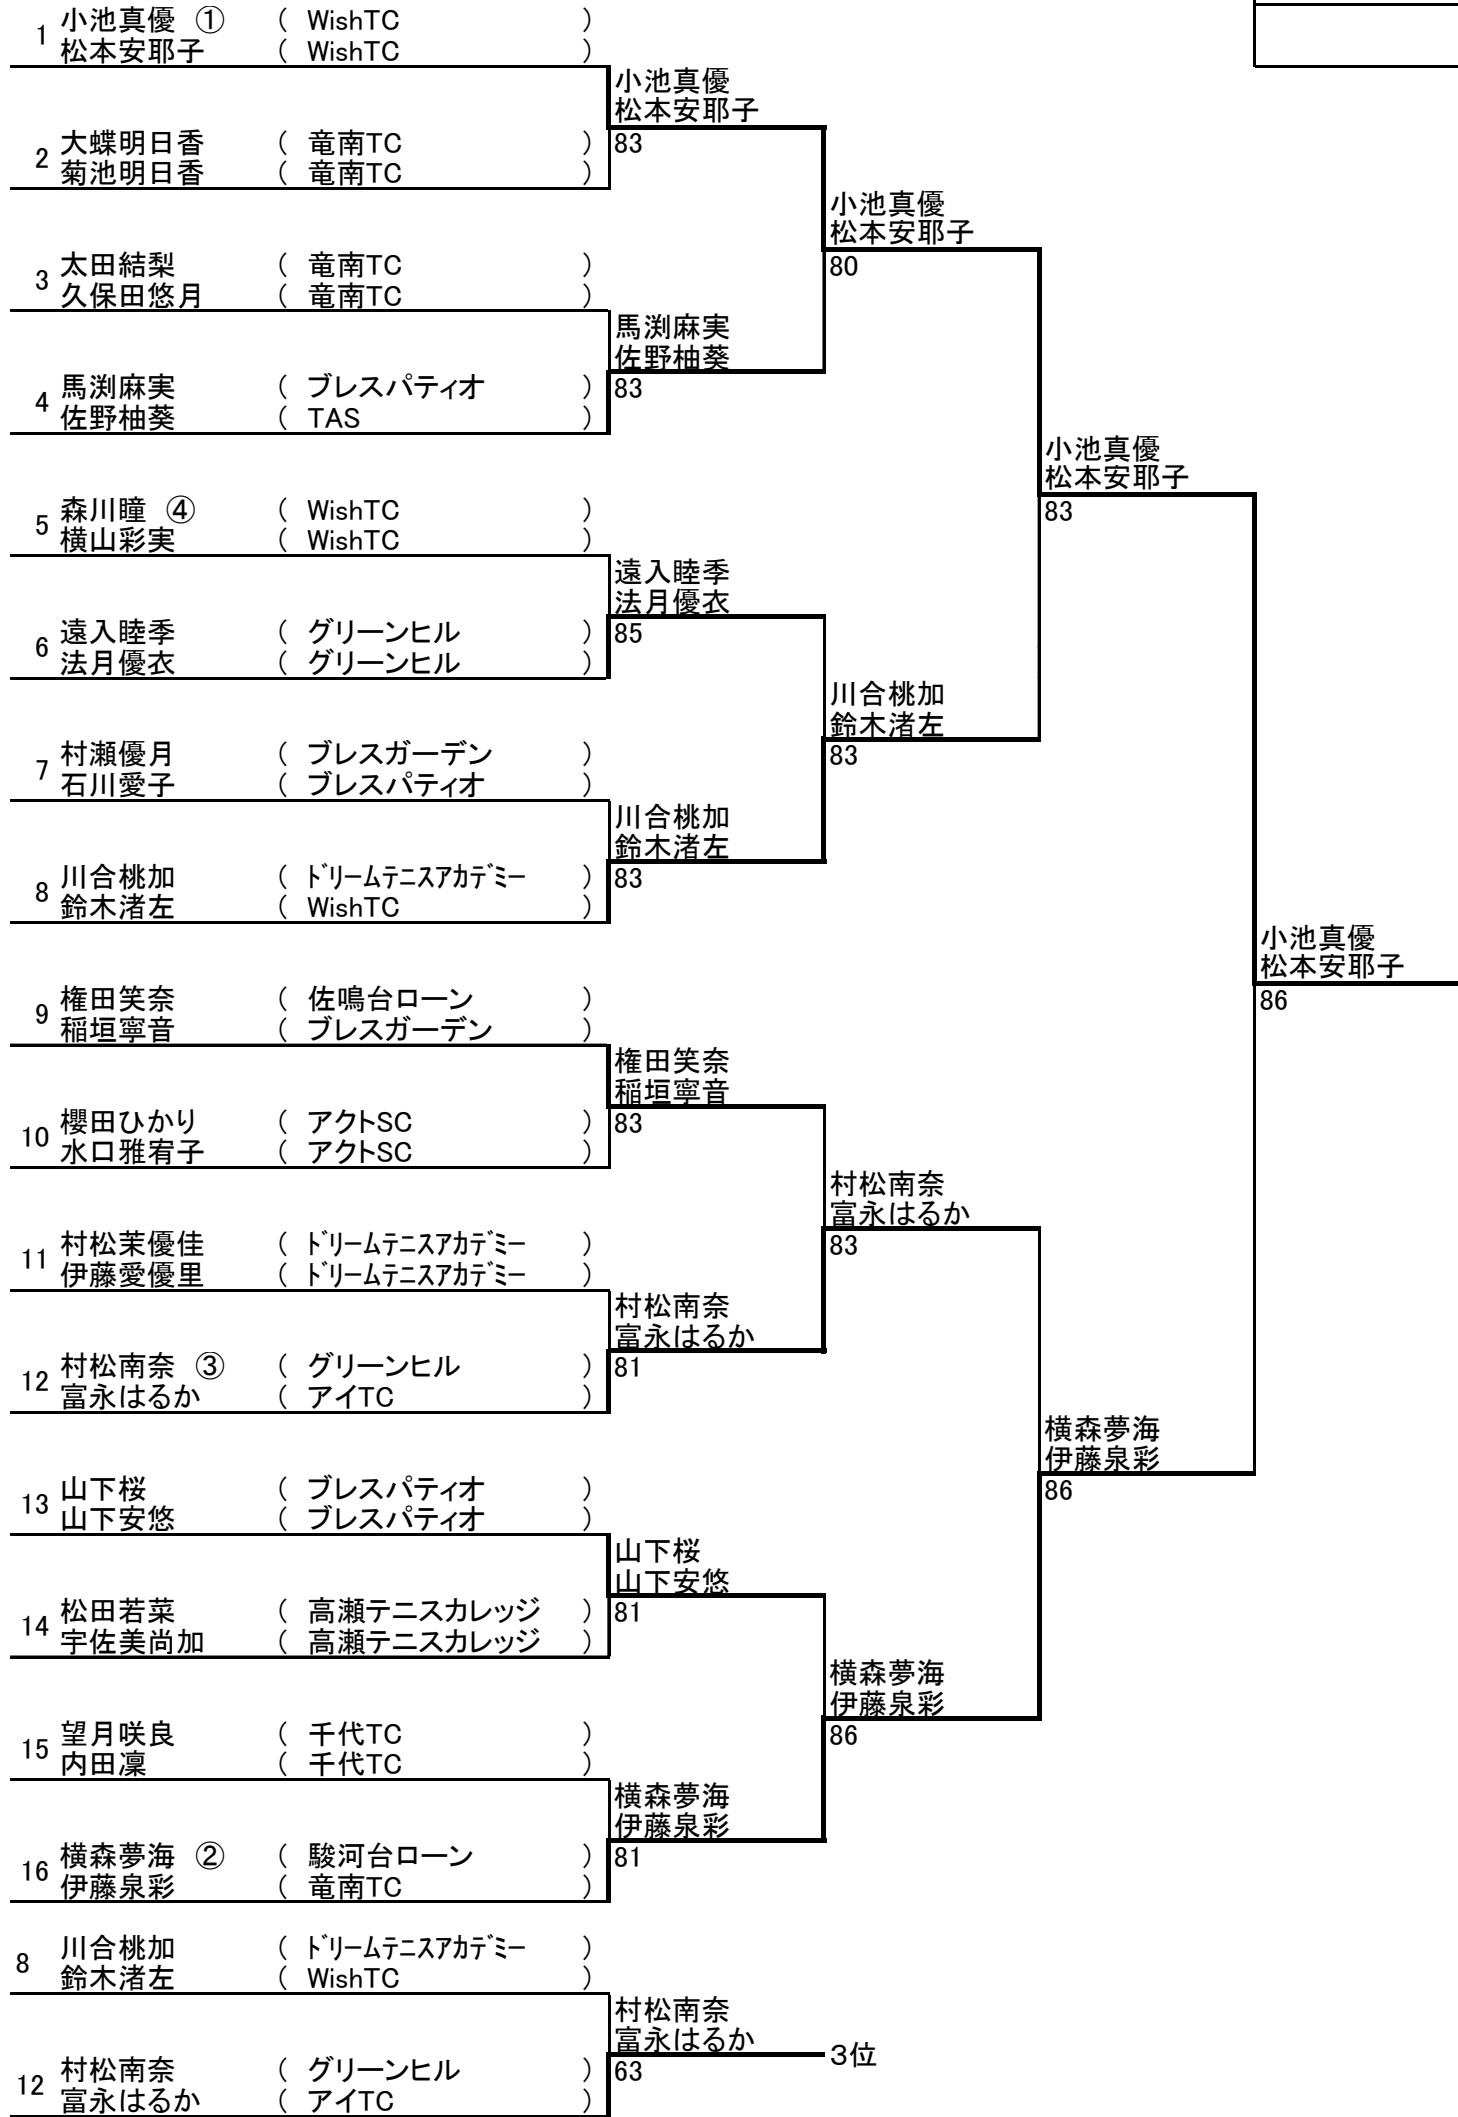 1 小池真優 ① ( WishTC )
松本安耶子 ( WishTC )
小池真優
松本安耶子
83
2 大蝶明日香 ( 竜南TC )
菊池明日香 ( 竜南TC )
小池真優
松本安耶子
80
3 太田結梨 ( 竜南TC )
久保田悠月 ( 竜南TC )
馬渕麻実
佐野柚葵
83
4 馬渕麻実 ( ブレスパティオ )
佐野柚葵 ( TAS )
小池真優
松本安耶子
83
5 森川瞳 ④ ( WishTC )
横山彩実 ( WishTC )
遠入睦季
法月優衣
85
6 遠入睦季 ( グリーンヒル )
法月優衣 ( グリーンヒル )
川合桃加
鈴木渚左
83
7 村瀬優月 ( ブレスガーデン )
石川愛子 ( ブレスパティオ )
川合桃加
鈴木渚左
83
8 川合桃加 ( ﾄﾞﾘｰﾑﾃﾆｽｱｶﾃﾞﾐｰ )
鈴木渚左 ( WishTC )
小池真優
松本安耶子
86
9 権田笑奈 ( 佐鳴台ローン )
稲垣寧音 ( ブレスガーデン )
権田笑奈
稲垣寧音
83
10 櫻田ひかり ( アクトSC )
水口雅宥子 ( アクトSC )
村松南奈
富永はるか
83
11 村松茉優佳 ( ﾄﾞﾘｰﾑﾃﾆｽｱｶﾃﾞﾐｰ )
伊藤愛優里 ( ﾄﾞﾘｰﾑﾃﾆｽｱｶﾃﾞﾐｰ )
村松南奈
富永はるか
81
12 村松南奈 ③ ( グリーンヒル )
富永はるか ( アイTC )
横森夢海
伊藤泉彩
86
13 山下桜 ( ブレスパティオ )
山下安悠 ( ブレスパティオ )
山下桜
山下安悠
81
14 松田若菜 ( 高瀬テニスカレッジ )
宇佐美尚加 ( 高瀬テニスカレッジ )
横森夢海
伊藤泉彩
86
15 望月咲良 ( 千代TC )
内田凜 ( 千代TC )
横森夢海
伊藤泉彩
81
16 横森夢海 ② ( 駿河台ローン )
伊藤泉彩 ( 竜南TC )
8 川合桃加 ( ﾄﾞﾘｰﾑﾃﾆｽｱｶﾃﾞﾐｰ )
鈴木渚左 ( WishTC )
村松南奈
富永はるか
3位
63
12 村松南奈 ( グリーンヒル )
富永はるか ( アイTC )